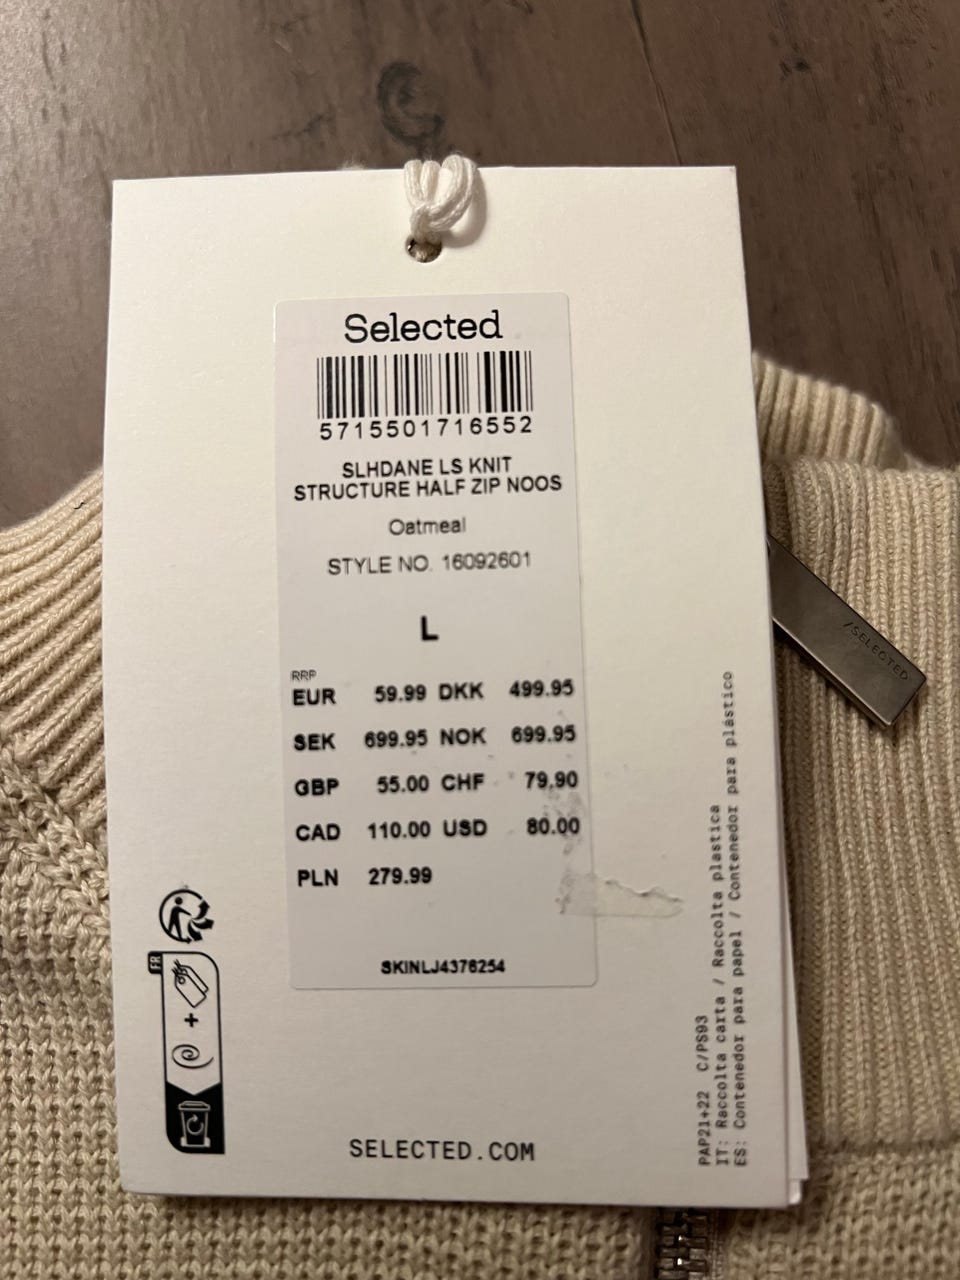 Selected
5715501716552
SLHDANE LS KNIT
STRUCTURE HALF ZIP NOOS
Oatmeal
STYLE NO. 16092601
L
RRP
EUR 59.99 DKK 499.95
SEK 699.95 NOK 699.95
GBP 55.00 CHF 79.90
CAD 110.00 USD 80.00
PLN 279.99
SKINLJ4376254
FR
+
SELECTED.COM
PAP21+22 C/PS93
IT: Raccolta carta / Raccolta plastica
ES: Contenedor para papel / Contenedor para plástico
/SELECTED